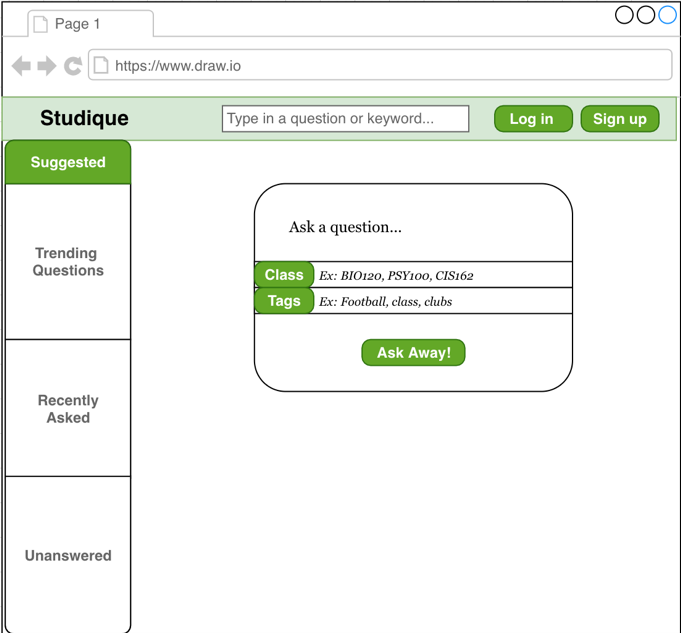 Page 1
https://www.draw.io
Studique
Type in a question or keyword...
Log in
Sign up
Suggested
Trending
Questions
Recently
Asked
Unanswered
Ask a question...
Class
Ex: BIO120, PSY100, CIS162
Tags
Ex: Football, class, clubs
Ask Away!